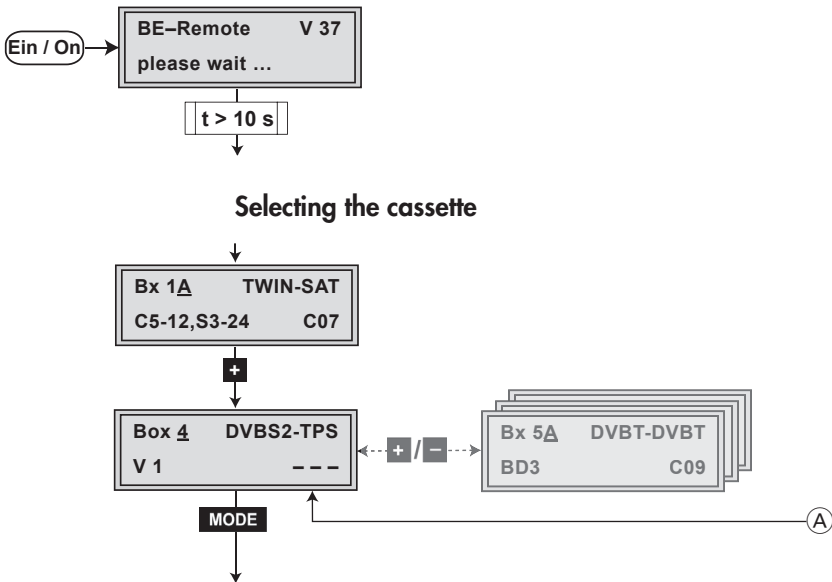 BE–Remote V 37
Ein / On
please wait ...
t > 10 s
Selecting the cassette
Bx 1A TWIN-SAT
C5-12,S3-24 C07
+
Box 4 DVBS2-TPS
V 1 – – –
+ / –
Bx 5A DVBT-DVBT
BD3 C09
MODE
A